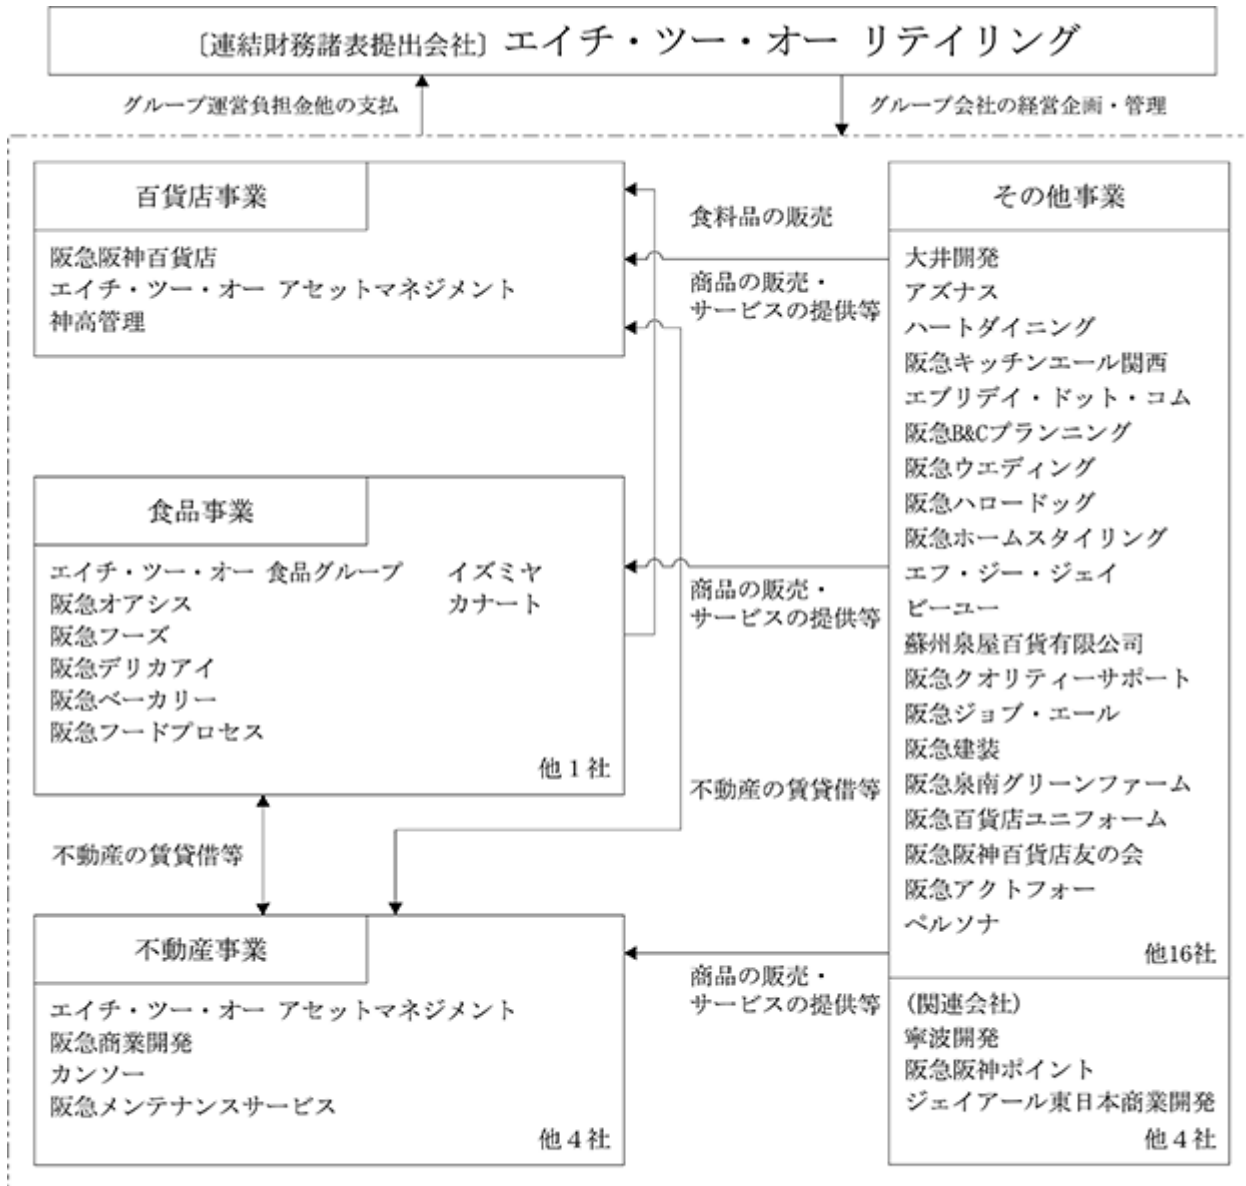 〔連結財務諸表提出会社〕エイチ・ツー・オー リテイリング
グループ運営負担金他の支払
グループ会社の経営企画・管理
百貨店事業
阪急阪神百貨店
エイチ・ツー・オー アセットマネジメント
神高管理
食料品の販売
商品の販売・
サービスの提供等
食品事業
エイチ・ツー・オー 食品グループ
阪急オアシス
阪急フーズ
阪急デリカアイ
阪急ベーカリー
阪急フードプロセス
イズミヤ
カナート
他1社
商品の販売・
サービスの提供等
不動産の賃貸借等
不動産の賃貸借等
不動産事業
エイチ・ツー・オー アセットマネジメント
阪急商業開発
カンソー
阪急メンテナンスサービス
他4社
商品の販売・
サービスの提供等
その他事業
大井開発
アズナス
ハートダイニング
阪急キッチンエール関西
エブリデイ・ドット・コム
阪急B&Cプランニング
阪急ウエディング
阪急ハロードッグ
阪急ホームスタイリング
エフ・ジー・ジェイ
ビーユー
蘇州泉屋百貨有限公司
阪急クオリティーサポート
阪急ジョブ・エール
阪急建装
阪急泉南グリーンファーム
阪急百貨店ユニフォーム
阪急阪神百貨店友の会
阪急アクトフォー
ペルソナ
他16社
(関連会社)
寧波開発
阪急阪神ポイント
ジェイアール東日本商業開発
他4社